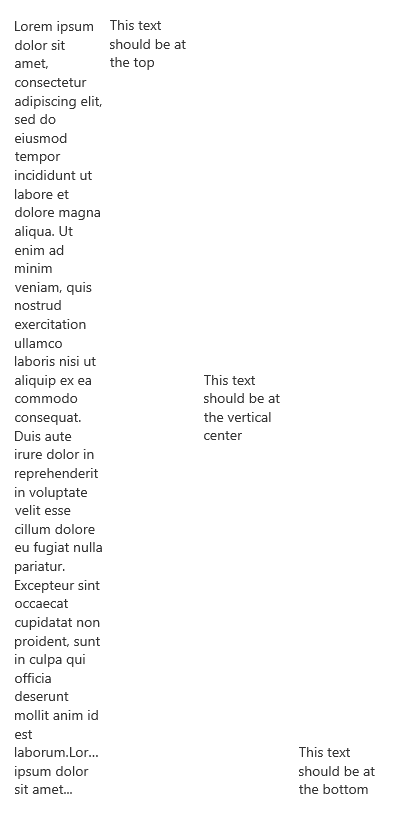 Lorem ipsum
dolor sit
amet,
consectetur
adipiscing elit,
sed do
eiusmod
tempor
incididunt ut
labore et
dolore magna
aliqua. Ut
enim ad
minim
veniam, quis
nostrud
exercitation
ullamco
laboris nisi ut
aliquip ex ea
commodo
consequat.
Duis aute
irure dolor in
reprehenderit
in voluptate
velit esse
cillum dolore
eu fugiat nulla
pariatur.
Excepteur sint
occaecat
cupidatat non
proident, sunt
in culpa qui
officia
deserunt
mollit anim id
est
laborum.Lor...
ipsum dolor
sit amet...
This text
should be at
the top
This text
should be at
the vertical
center
This text
should be at
the bottom